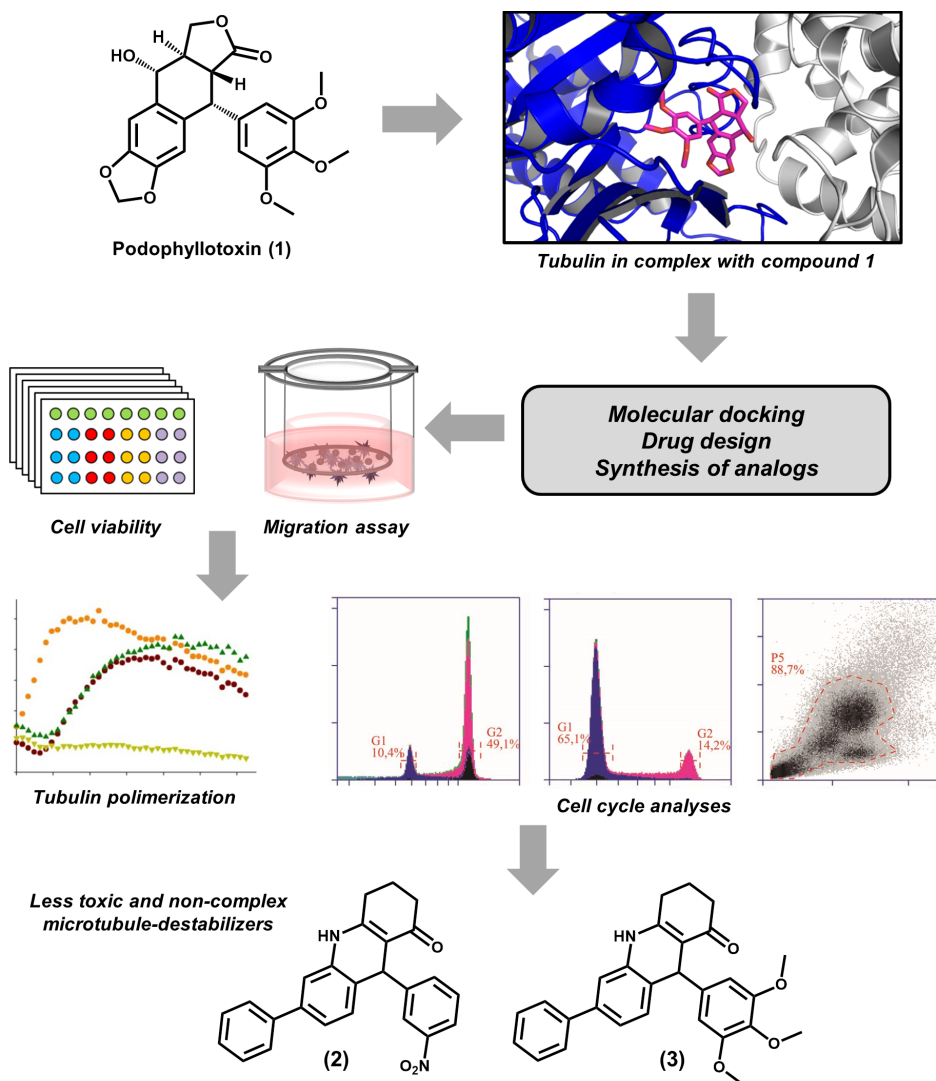 O
H
O
HO
H
O
O
O
O
O
Podophyllotoxin (1)
Tubulin in complex with compound 1
Molecular docking
Drug design
Synthesis of analogs
Cell viability
Migration assay
G1
10,4%
G2
49,1%
G1
65,1%
G2
14,2%
P5
88,7%
Tubulin polimerization
Cell cycle analyses
Less toxic and non-complex
microtubule-destabilizers
HN
O
O₂N
(2)
HN
O
O
O
O
(3)